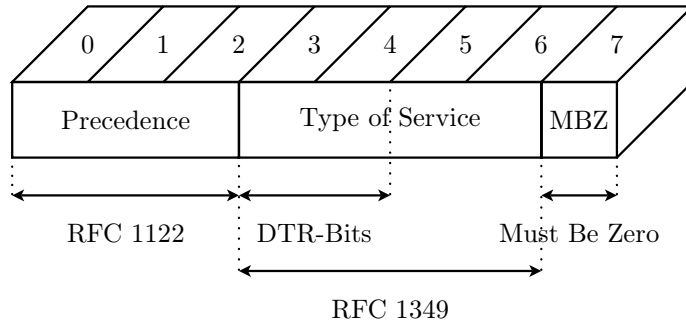 0 1 2 3 4 5 6 7
Precedence Type of Service MBZ
RFC 1122 DTR-Bits Must Be Zero
RFC 1349